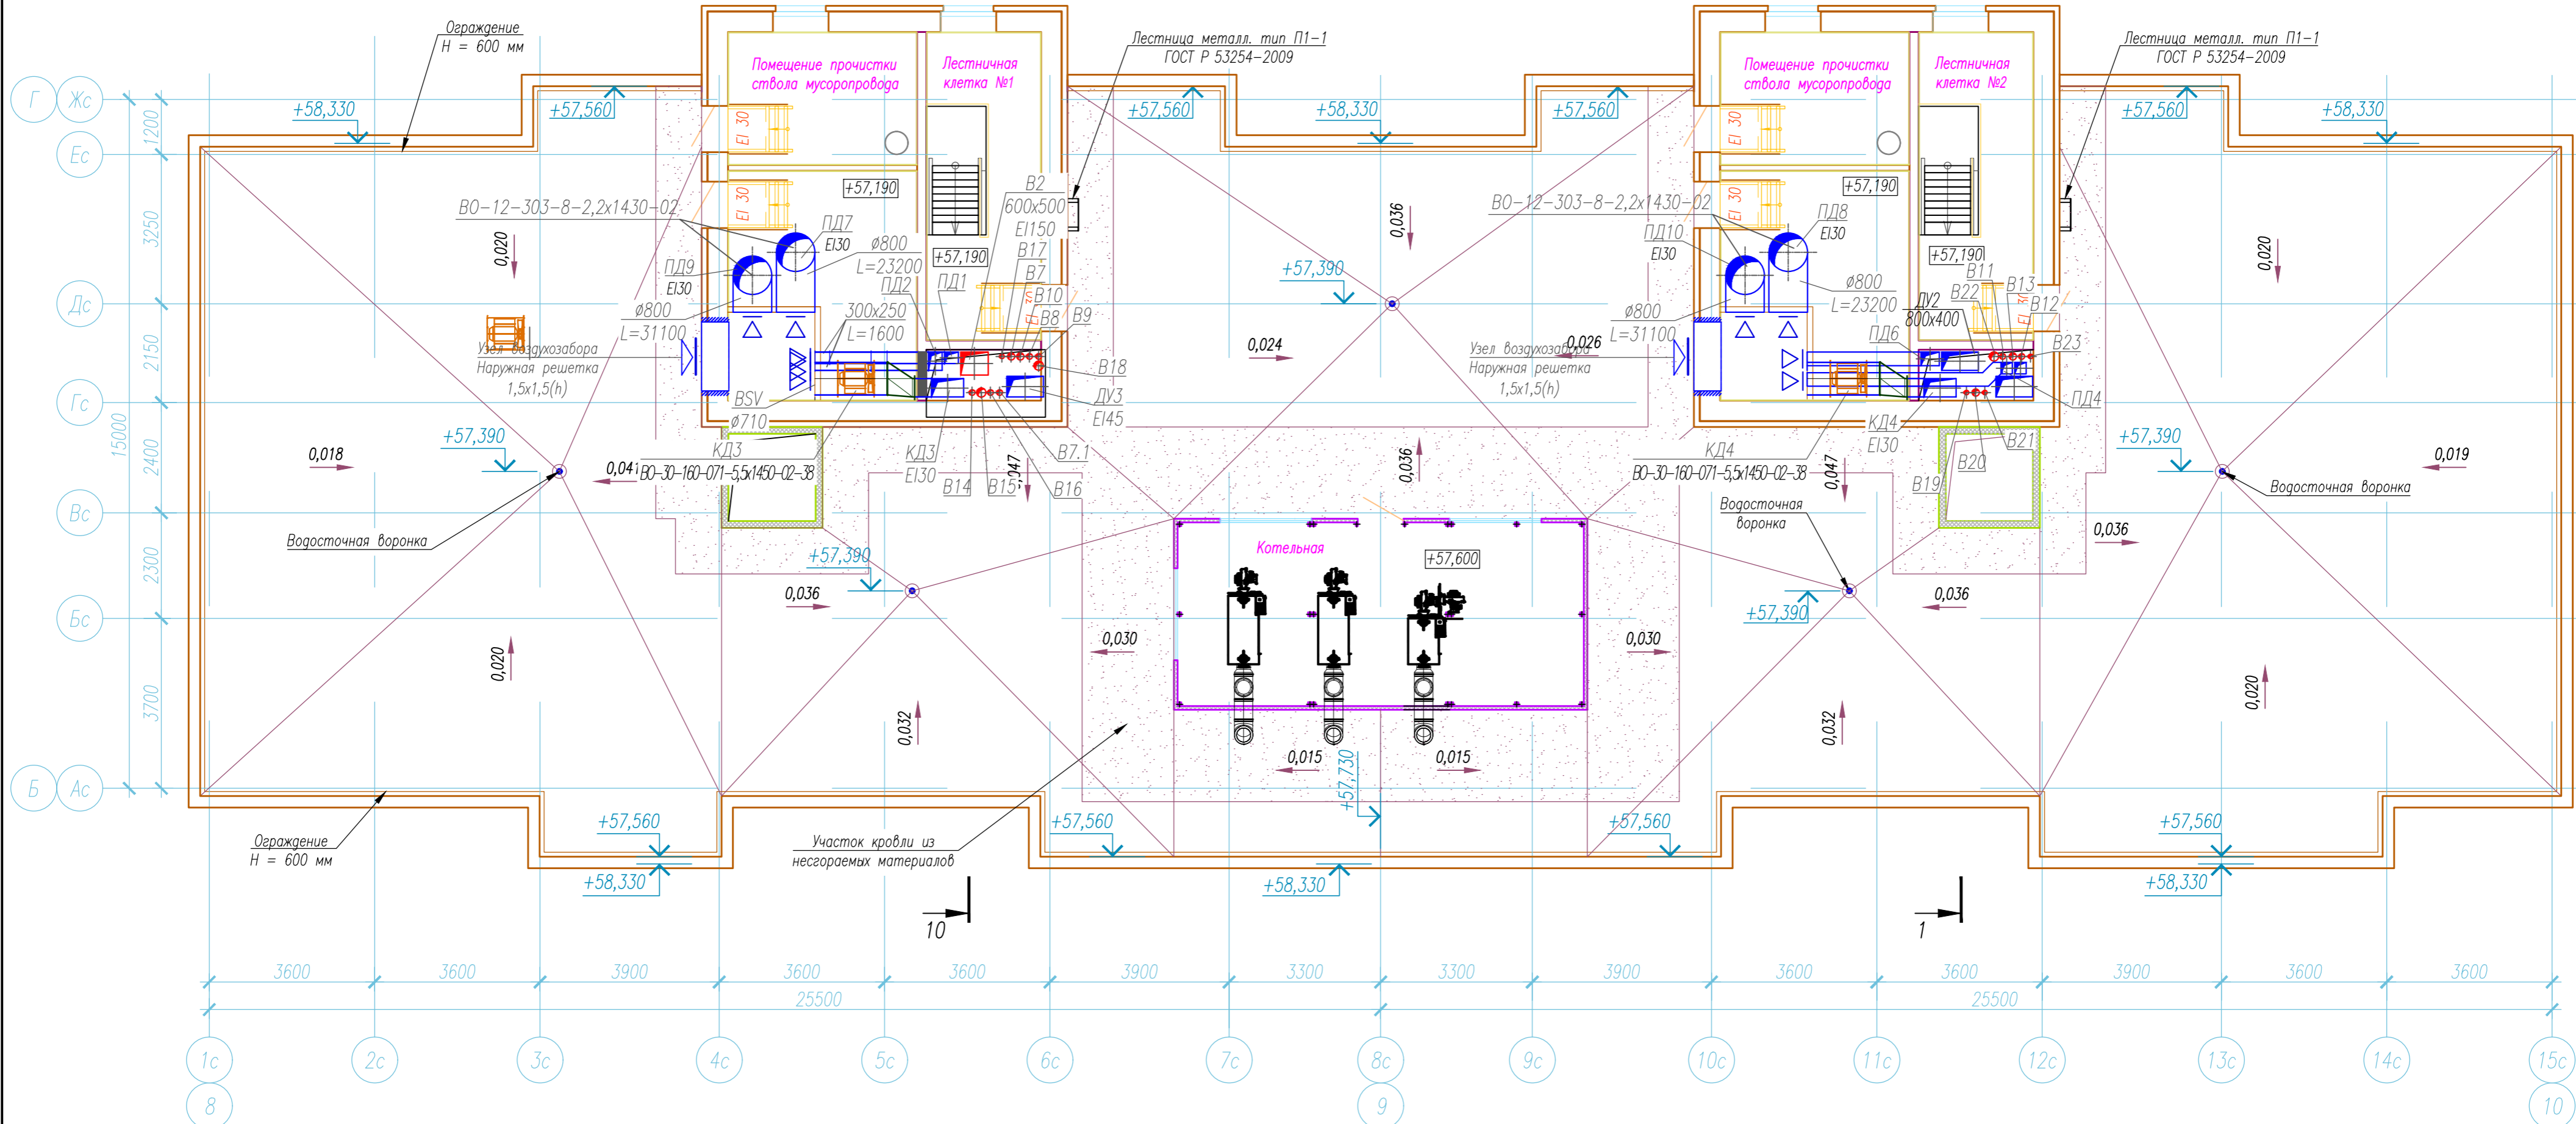 Ограждение
Н = 600 мм
Лестница металл. тип П1-1
ГОСТ Р 53254-2009
Лестница металл. тип П1-1
ГОСТ Р 53254-2009
Помещение прочистки
ствола мусоропровода
Лестничная
клетка №1
Помещение прочистки
ствола мусоропровода
Лестничная
клетка №2
Г
Жс
Ес
Дс
Гс
Вс
Бс
Б
Ас
1200
3250
2150
2400
2300
3700
15000
+58,330
+57,560
+57,560
+58,330
+57,560
+57,560
+58,330
EI 30
EI 30
+57,190
+57,190
EI 30
EI 30
+57,190
+57,190
ВО-12-303-8-2,2х1430-02
ПД7
EI30
ø800
L=23200
ПД9
EI30
ø800
L=31100
ПД2
ПД1
300х250
L=1600
В2
600х500
EI150
В17
В7
В10
В8
В9
В18
ДУ3
EI45
В7.1
В16
В15
В14
КД3
EI30
BSV
ø710
КД3
ВО-30-160-071-5,5х1450-02-38
Узел воздухозабора
Наружная решетка
1,5х1,5(h)
ВО-12-303-8-2,2х1430-02
ПД8
EI30
ПД10
EI30
ø800
L=23200
ø800
L=31100
ДУ2
800х400
В22
В11
В13
В12
В23
ПД6
ПД4
КД4
EI30
В21
В20
В19
КД4
ВО-30-160-071-5,5х1450-02-38
Узел воздухозабора
Наружная решетка
1,5х1,5(h)
0,020
0,036
0,020
+57,390
0,024
0,026
0,018
+57,390
0,041
0,047
0,036
0,047
+57,390
0,019
Водосточная воронка
Водосточная
воронка
Водосточная воронка
0,036
+57,390
0,036
+57,390
0,036
Котельная
+57,600
0,030
0,030
0,020
0,032
0,015
0,015
+57,730
0,032
0,020
Ограждение
Н = 600 мм
+57,560
+58,330
Участок кровли из
несгораемых материалов
+57,560
+58,330
+57,560
+57,560
+58,330
10
1
3600
3600
3900
3600
3600
3900
3300
3300
3900
3600
3600
3900
3600
3600
25500
25500
1с
2с
3с
4с
5с
6с
7с
8с
9с
10с
11с
12с
13с
14с
15с
8
9
10